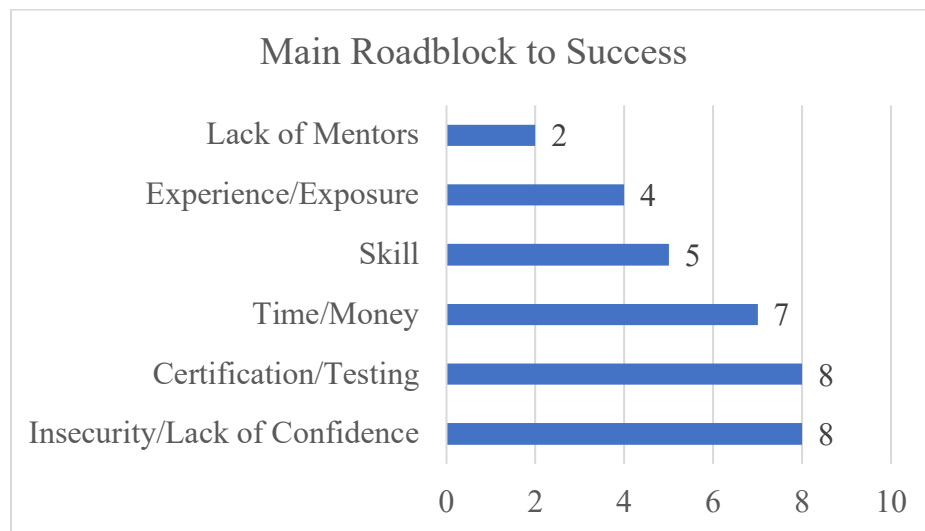 Main Roadblock to Success
Lack of Mentors 2
Experience/Exposure 4
Skill 5
Time/Money 7
Certification/Testing 8
Insecurity/Lack of Confidence 8
0 2 4 6 8 10